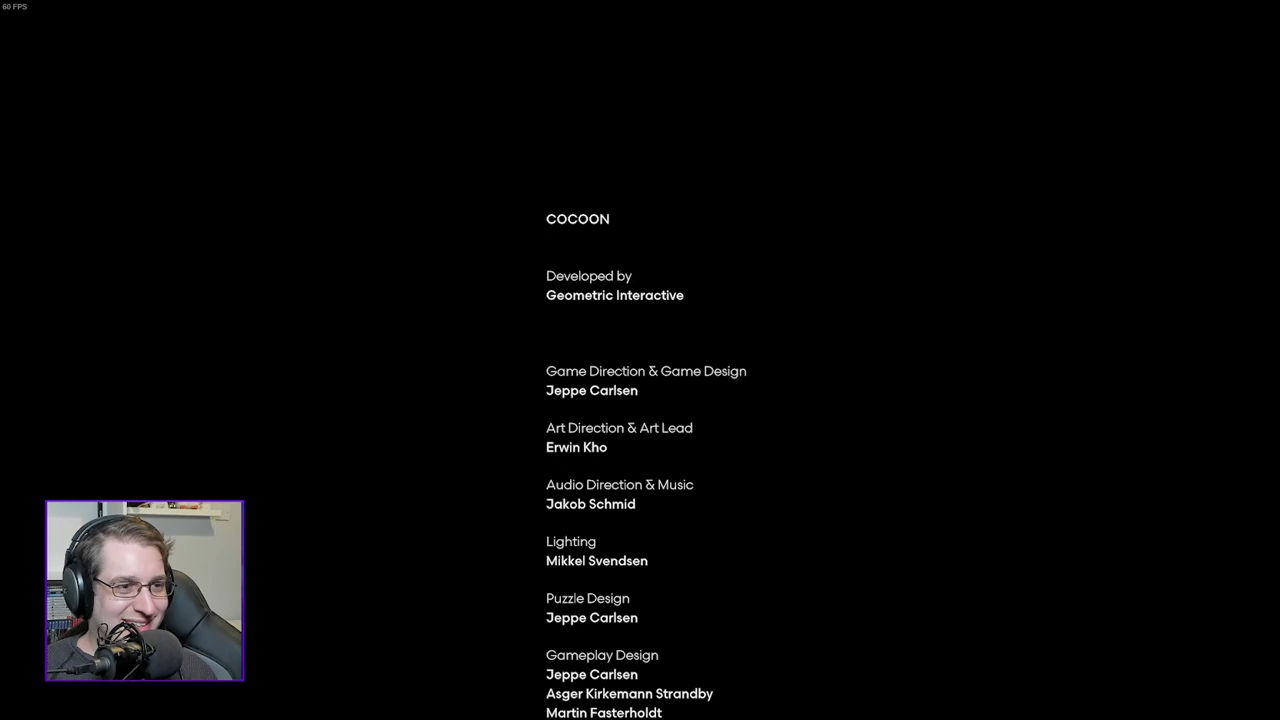 60 FPS
COCOON
Developed by
Geometric Interactive
Game Direction & Game Design
Jeppe Carlsen
Art Direction & Art Lead
Erwin Kho
Audio Direction & Music
Jakob Schmid
Lighting
Mikkel Svendsen
Puzzle Design
Jeppe Carlsen
Gameplay Design
Jeppe Carlsen
Asger Kirkemann Strandby
Martin Fasterholdt